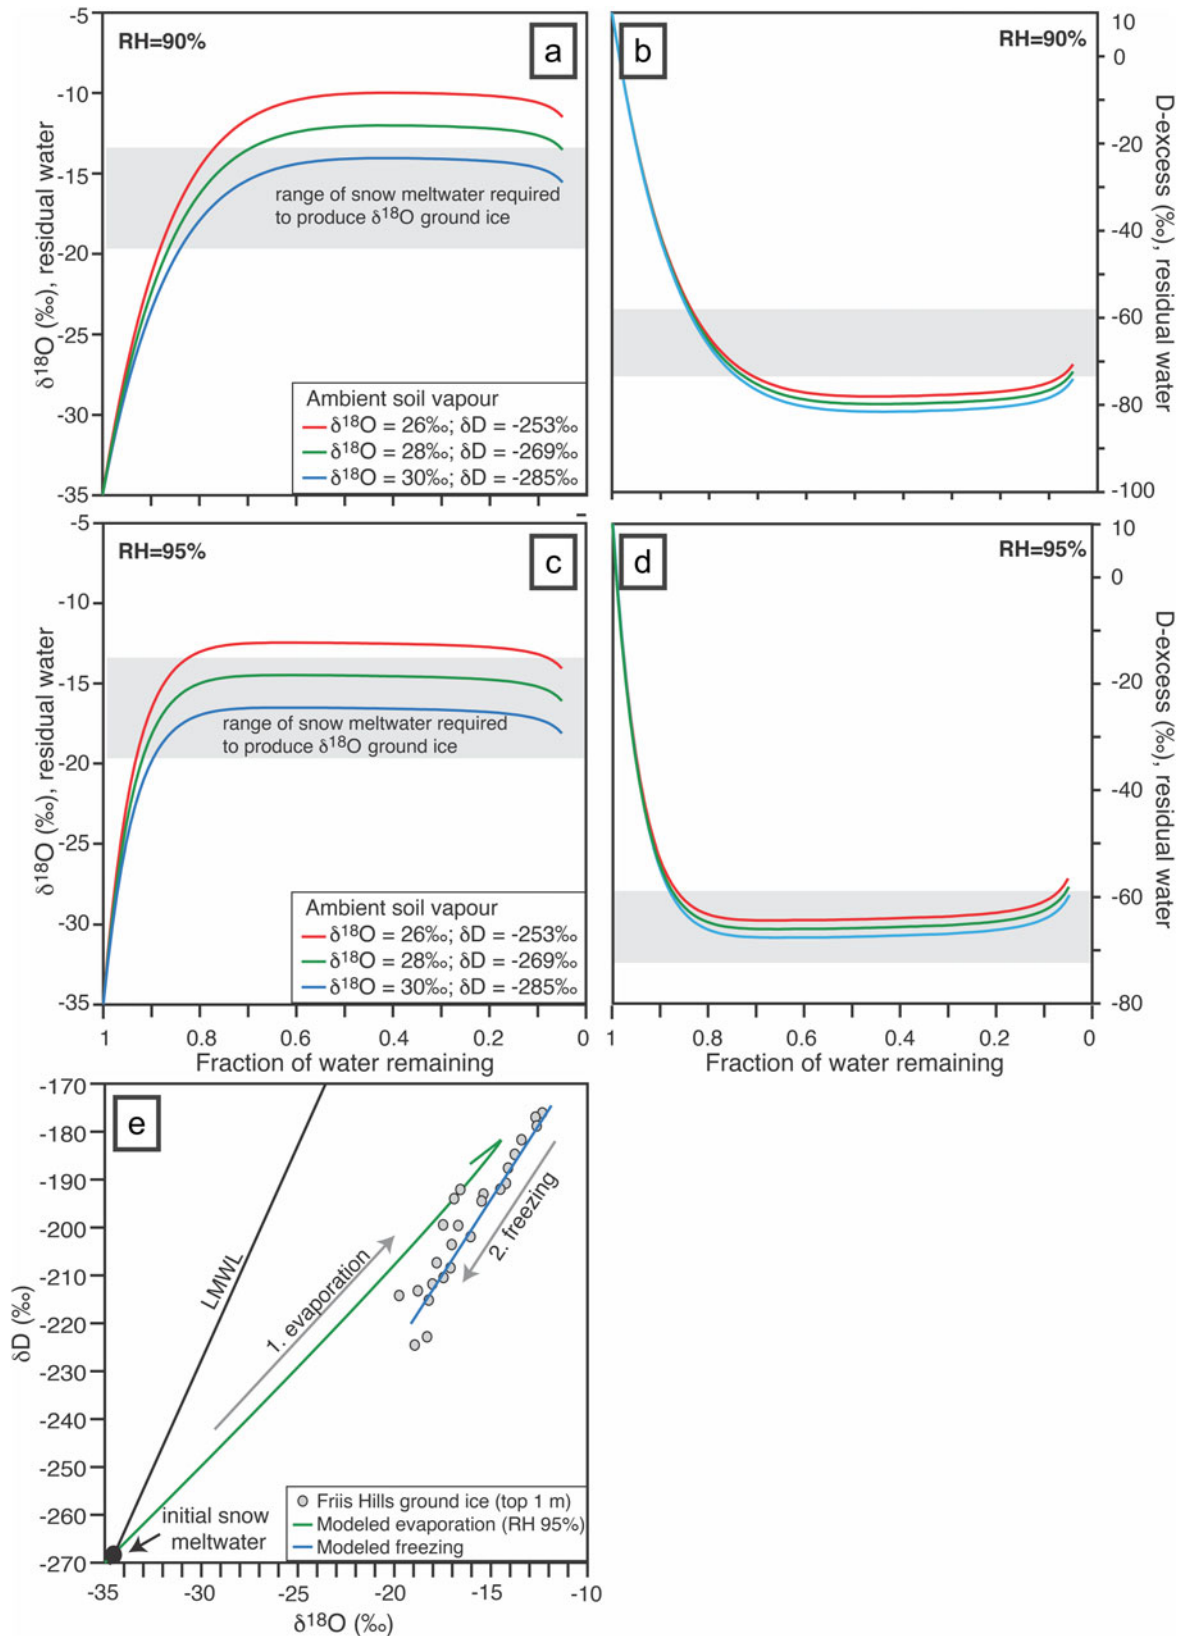 RH=90%
a
-5
-10
-15
-20
-25
-30
-35
δ¹⁸O (‰), residual water
range of snow meltwater required
to produce δ¹⁸O ground ice
Ambient soil vapour
δ¹⁸O = 26‰; δD = -253‰
δ¹⁸O = 28‰; δD = -269‰
δ¹⁸O = 30‰; δD = -285‰
b
RH=90%
10
0
-20
-40
-60
-80
-100
D-excess (‰), residual water
RH=95%
c
-5
-10
-15
-20
-25
-30
-35
δ¹⁸O (‰), residual water
range of snow meltwater required
to produce δ¹⁸O ground ice
Ambient soil vapour
δ¹⁸O = 26‰; δD = -253‰
δ¹⁸O = 28‰; δD = -269‰
δ¹⁸O = 30‰; δD = -285‰
1 0.8 0.6 0.4 0.2 0
Fraction of water remaining
d
RH=95%
10
0
-20
-40
-60
-80
D-excess (‰), residual water
1 0.8 0.6 0.4 0.2 0
Fraction of water remaining
e
-170
-180
-190
-200
-210
-220
-230
-240
-250
-260
-270
δD (‰)
LMWL
1. evaporation
2. freezing
initial snow
meltwater
Friis Hills ground ice (top 1 m)
Modeled evaporation (RH 95%)
Modeled freezing
-35 -30 -25 -20 -15 -10
δ¹⁸O (‰)